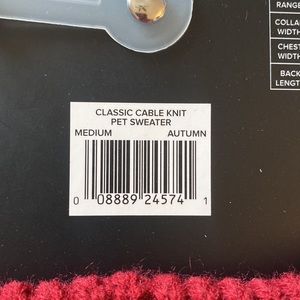 RANGE
COLLA
WIDTH
CHEST
WIDTH
BACK
LENGT
CLASSIC CABLE KNIT
PET SWEATER
MEDIUM AUTUMN
0 08889 24574 1